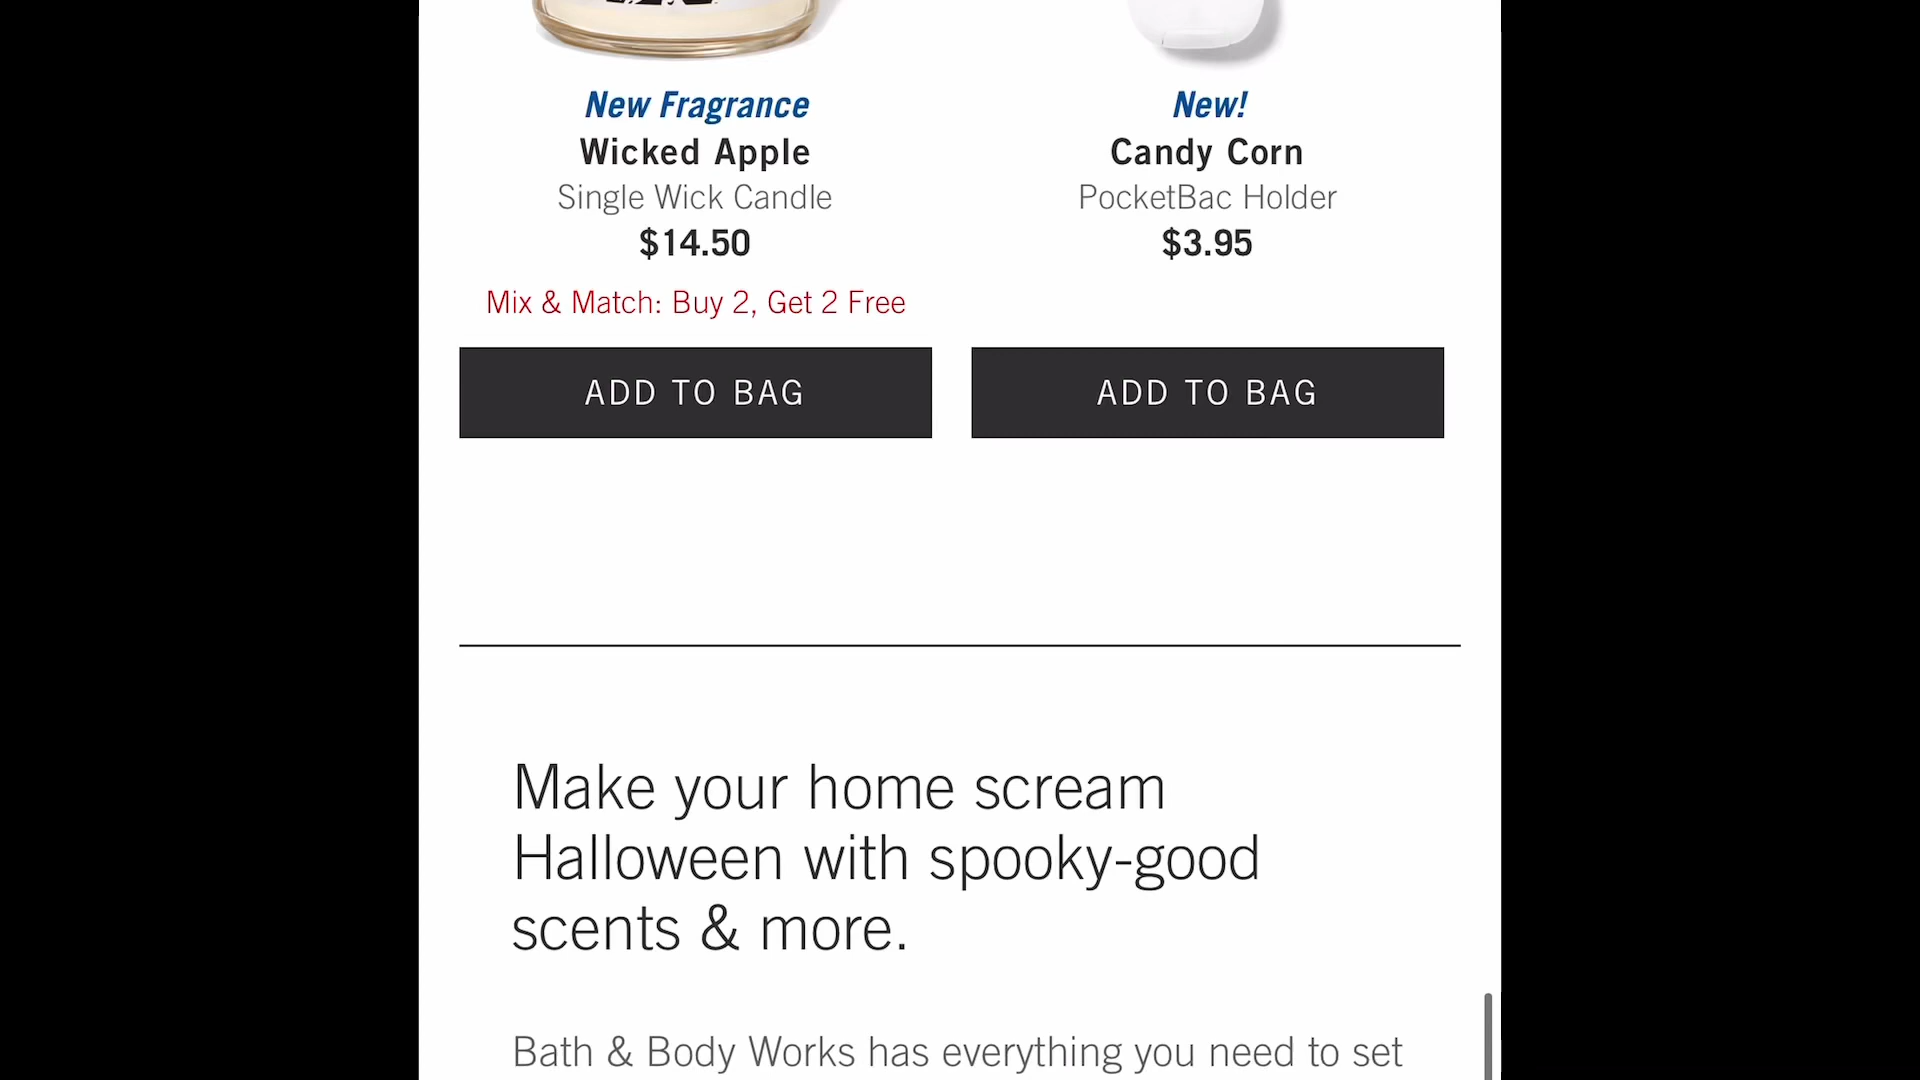 New Fragrance
Wicked Apple
Single Wick Candle
$14.50
Mix & Match: Buy 2, Get 2 Free
ADD TO BAG
New!
Candy Corn
PocketBac Holder
$3.95
ADD TO BAG
Make your home scream
Halloween with spooky-good
scents & more.
Bath & Body Works has everything you need to set